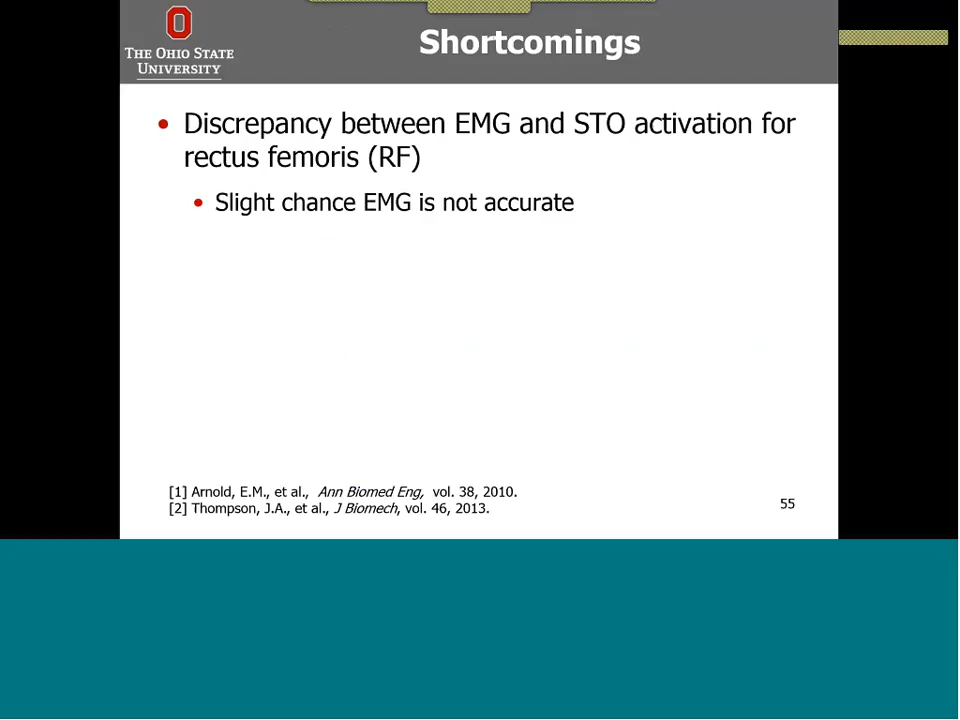 O
THE OHIO STATE
UNIVERSITY
Shortcomings
• Discrepancy between EMG and STO activation for
rectus femoris (RF)
• Slight chance EMG is not accurate
[1] Arnold, E.M., et al., Ann Biomed Eng, vol. 38, 2010.
[2] Thompson, J.A., et al., J Biomech, vol. 46, 2013.
55